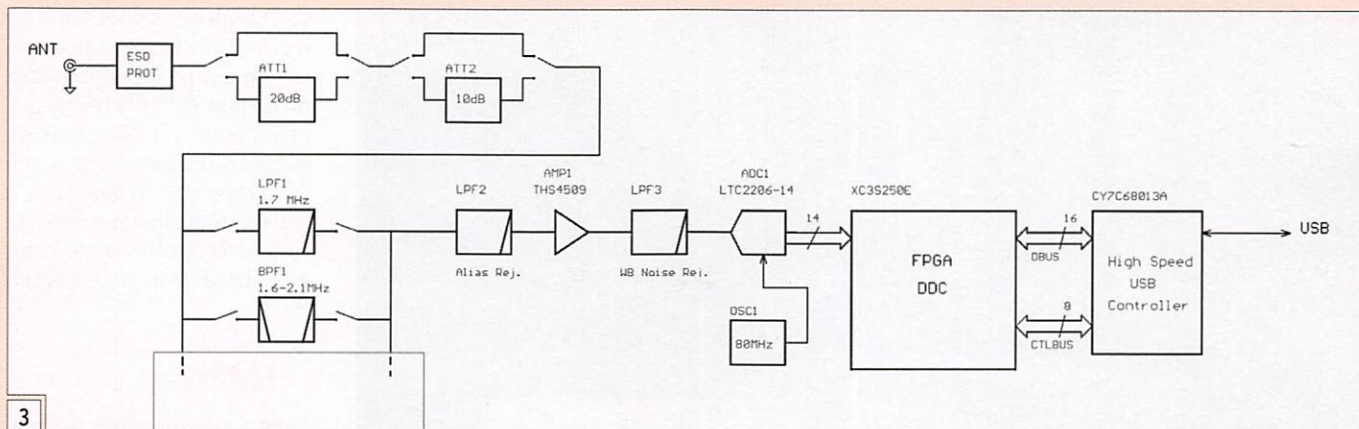 ANT
ESD
PROT
ATT1
20dB
ATT2
10dB
LPF1
1.7 MHz
BPF1
1.6-2.1MHz
LPF2
Alias Rej.
AMP1
THS4509
LPF3
WB Noise Rej.
ADC1
LTC2206-14
14
OSC1
80MHz
XC3S250E
FPGA
DDC
16
DBUS
8
CTLBUS
CY7C68013A
High Speed
USB
Controller
USB
3